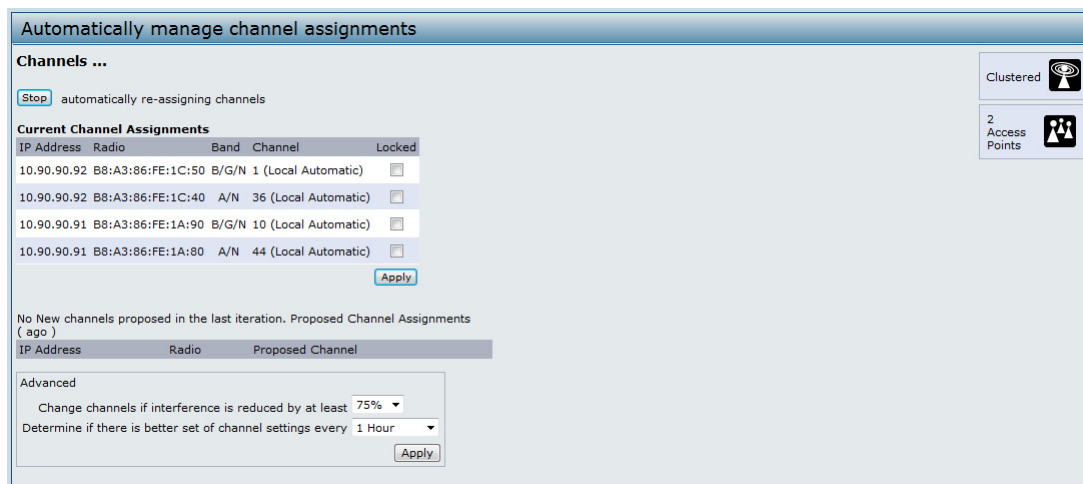 Automatically manage channel assignments
Channels ...
Clustered
Stop automatically re-assigning channels
2
Access
Points
Current Channel Assignments
IP Address Radio Band Channel Locked
10.90.90.92 B8:A3:86:FE:1C:50 B/G/N 1 (Local Automatic)
10.90.90.92 B8:A3:86:FE:1C:40 A/N 36 (Local Automatic)
10.90.90.91 B8:A3:86:FE:1A:90 B/G/N 10 (Local Automatic)
10.90.90.91 B8:A3:86:FE:1A:80 A/N 44 (Local Automatic)
Apply
No New channels proposed in the last iteration. Proposed Channel Assignments
( ago )
IP Address Radio Proposed Channel
Advanced
Change channels if interference is reduced by at least 75%
Determine if there is better set of channel settings every 1 Hour
Apply